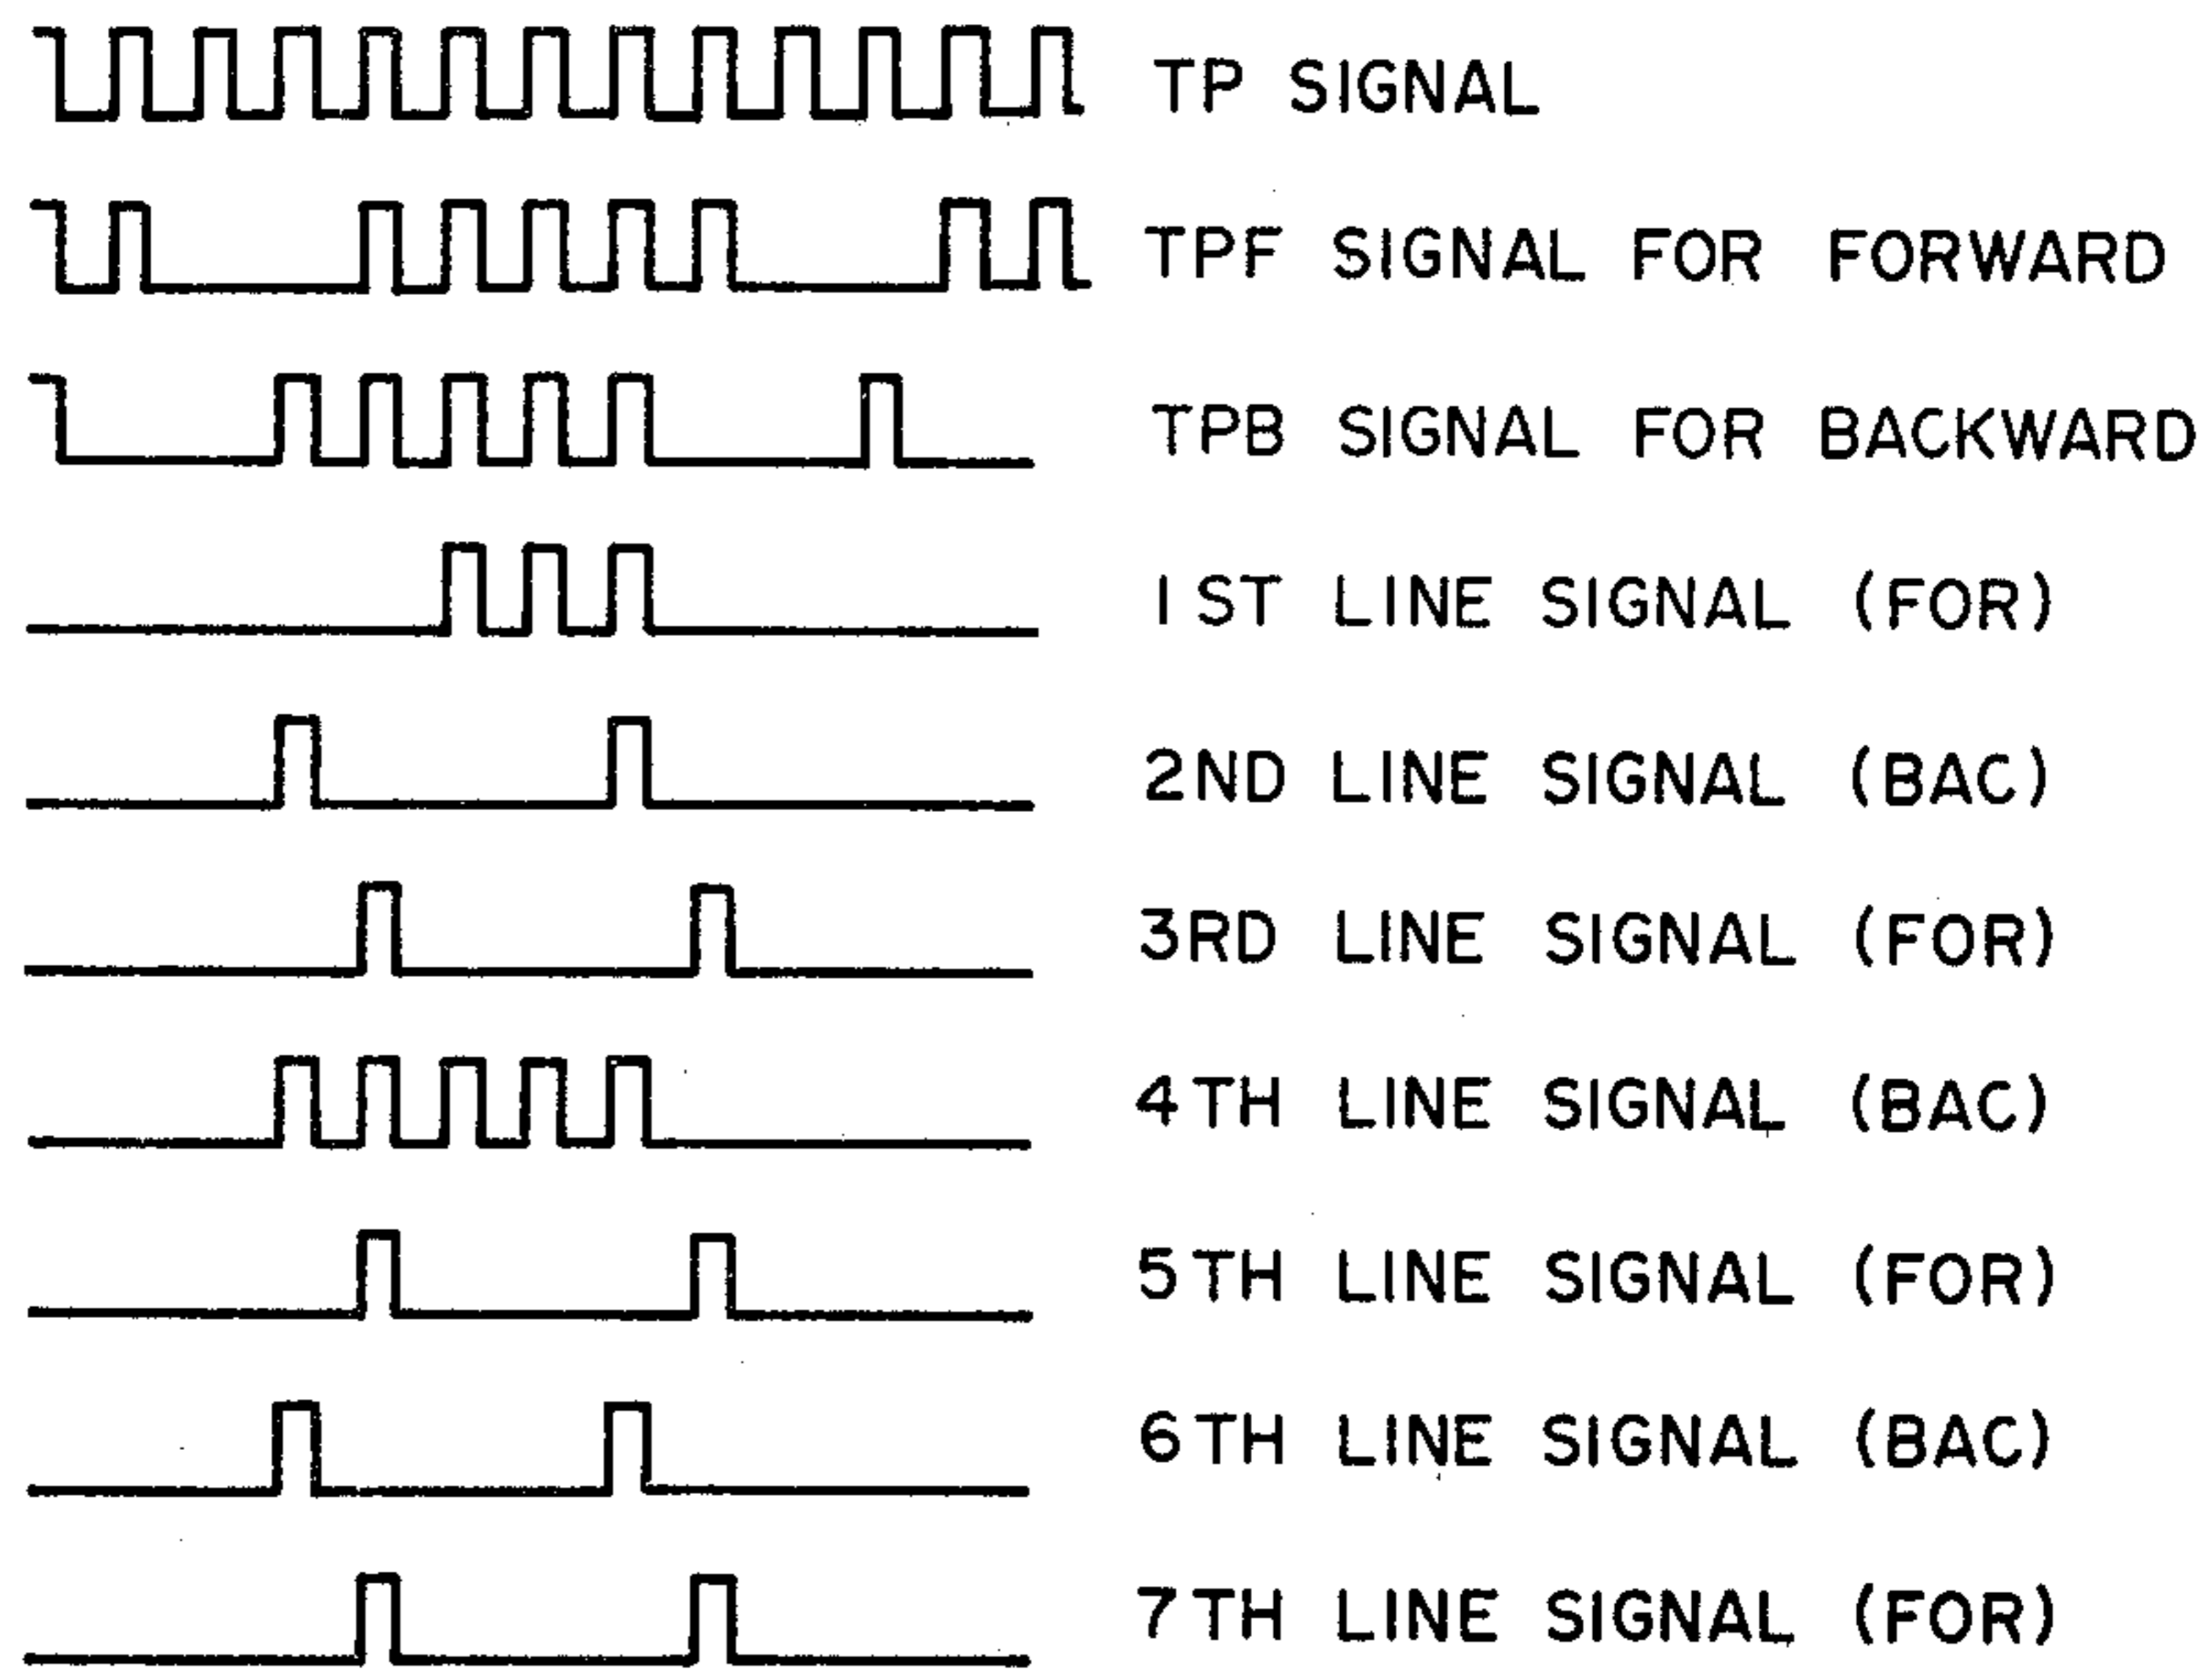 TP SIGNAL
TPF SIGNAL FOR FORWARD
TPB SIGNAL FOR BACKWARD
1ST LINE SIGNAL (FOR)
2ND LINE SIGNAL (BAC)
3RD LINE SIGNAL (FOR)
4TH LINE SIGNAL (BAC)
5TH LINE SIGNAL (FOR)
6TH LINE SIGNAL (BAC)
7TH LINE SIGNAL (FOR)